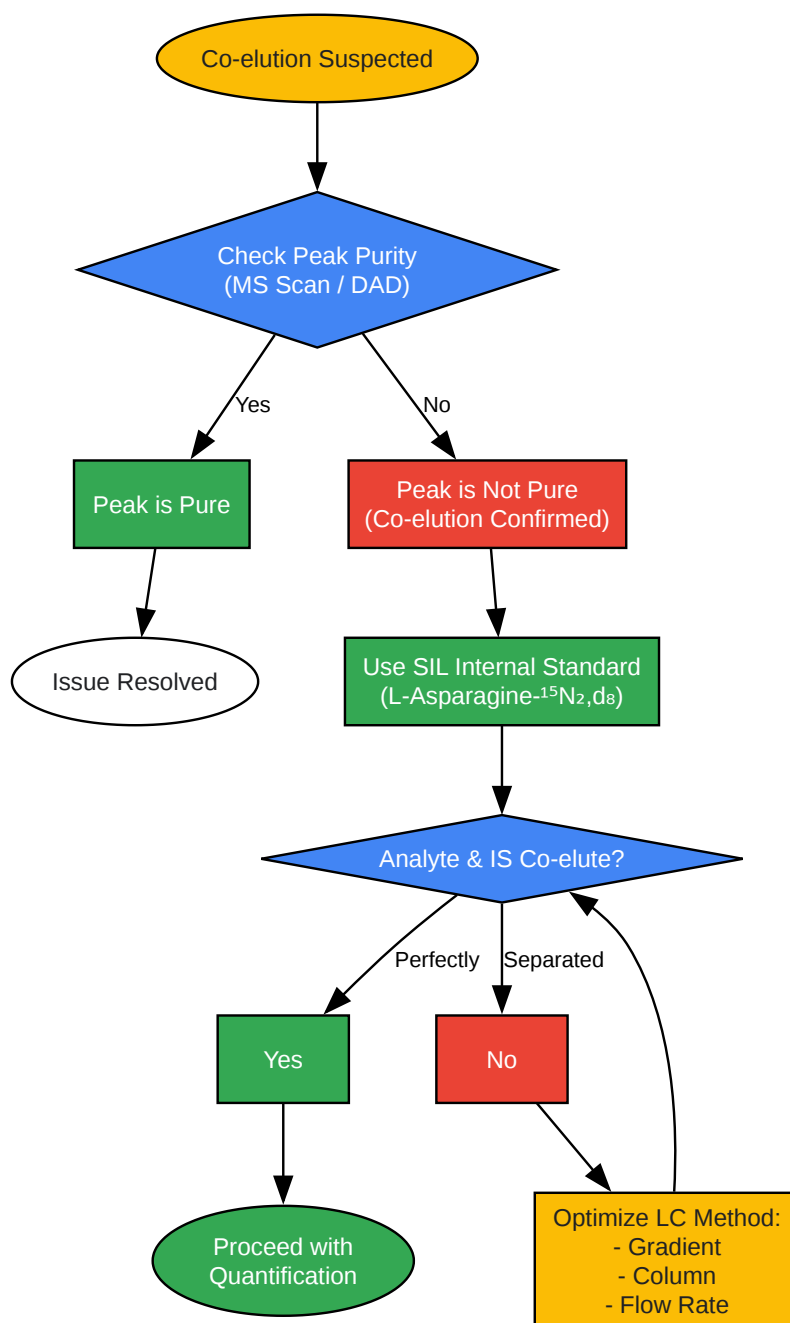 Co-elution Suspected
Check Peak Purity
(MS Scan / DAD)
Yes
No
Peak is Pure
Peak is Not Pure
(Co-elution Confirmed)
Issue Resolved
Use SIL Internal Standard
(L-Asparagine-¹⁵N₂,d₈)
Analyte & IS Co-elute?
Perfectly
Separated
Yes
No
Proceed with
Quantification
Optimize LC Method:
- Gradient
- Column
- Flow Rate